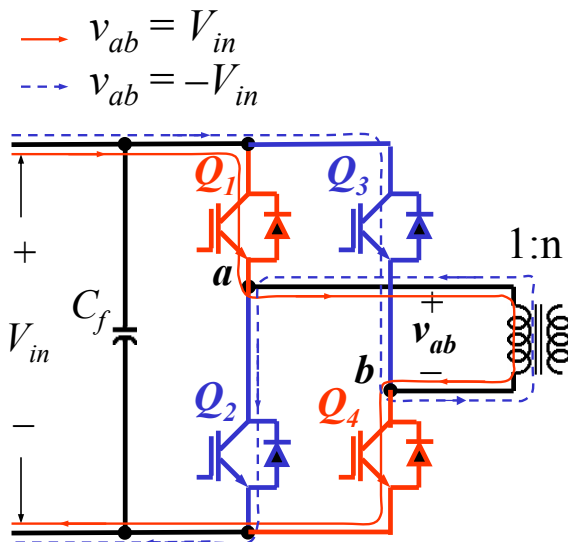 v_ab = V_in
v_ab = −V_in
Q_1
Q_3
1:n
+
a
+
C_f
V_in
v_ab
b
−
Q_2
Q_4
−